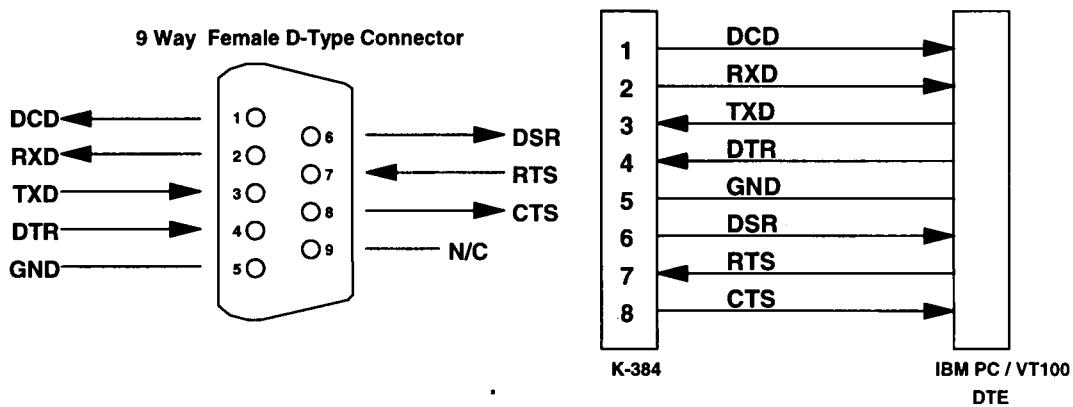 9 Way Female D-Type Connector
DCD
RXD
TXD
DTR
GND
1
2
3
4
5
6
7
8
9
DSR
RTS
CTS
N/C
1 DCD
2 RXD
3 TXD
4 DTR
5 GND
6 DSR
7 RTS
8 CTS
K-384
IBM PC / VT100
DTE